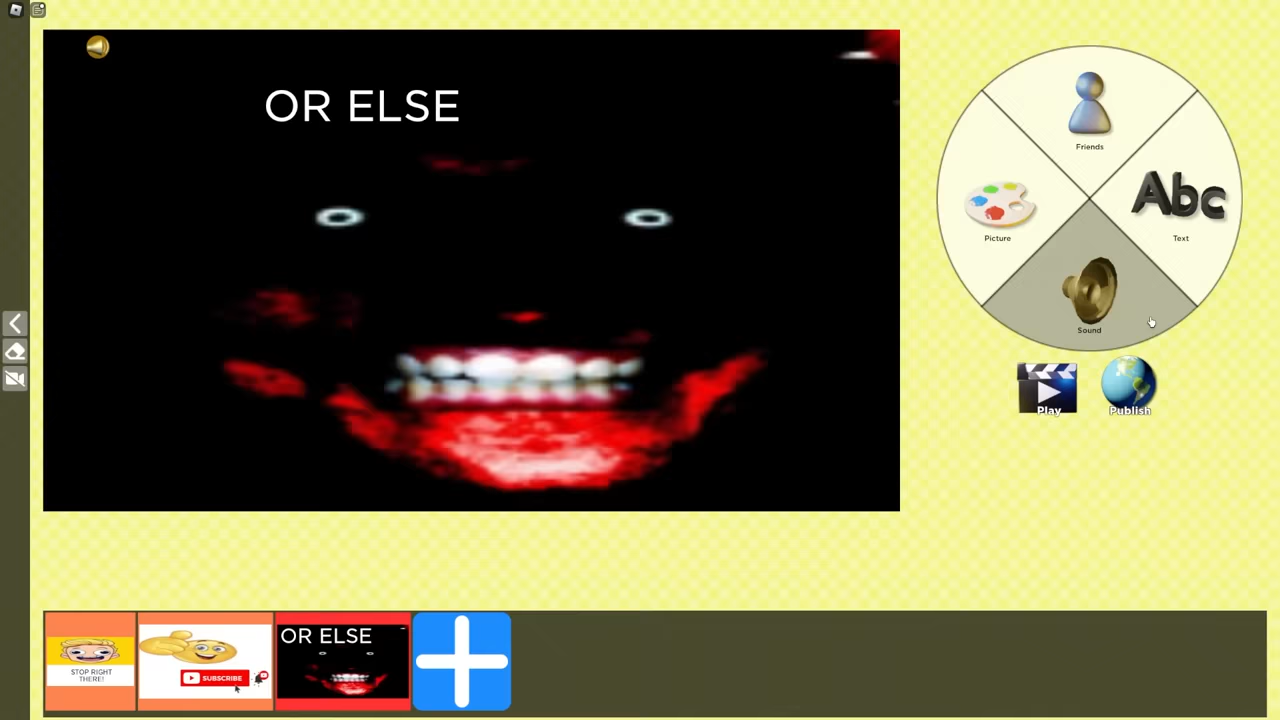 OR ELSE
Friends
Picture
Abc
Text
Sound
Play
Publish
STOP RIGHT
THERE!
SUBSCRIBE
OR ELSE